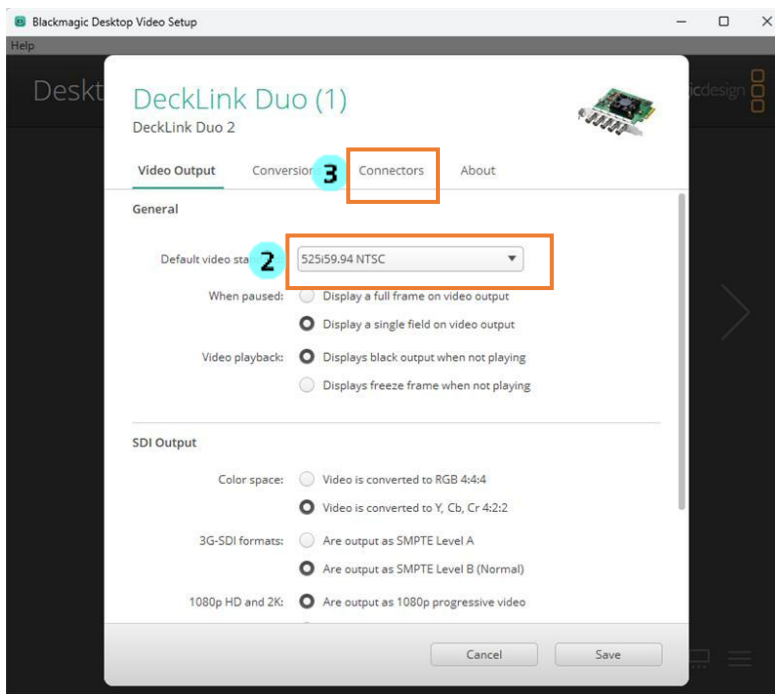 Blackmagic Desktop Video Setup
Help
Deskt
icdesign
DeckLink Duo (1)
DeckLink Duo 2
Video Output Conversion 3 Connectors About
General
Default video sta 2 525i59.94 NTSC
When paused: Display a full frame on video output
Display a single field on video output
Video playback: Displays black output when not playing
Displays freeze frame when not playing
SDI Output
Color space: Video is converted to RGB 4:4:4
Video is converted to Y, Cb, Cr 4:2:2
3G-SDI formats: Are output as SMPTE Level A
Are output as SMPTE Level B (Normal)
1080p HD and 2K: Are output as 1080p progressive video
Cancel Save